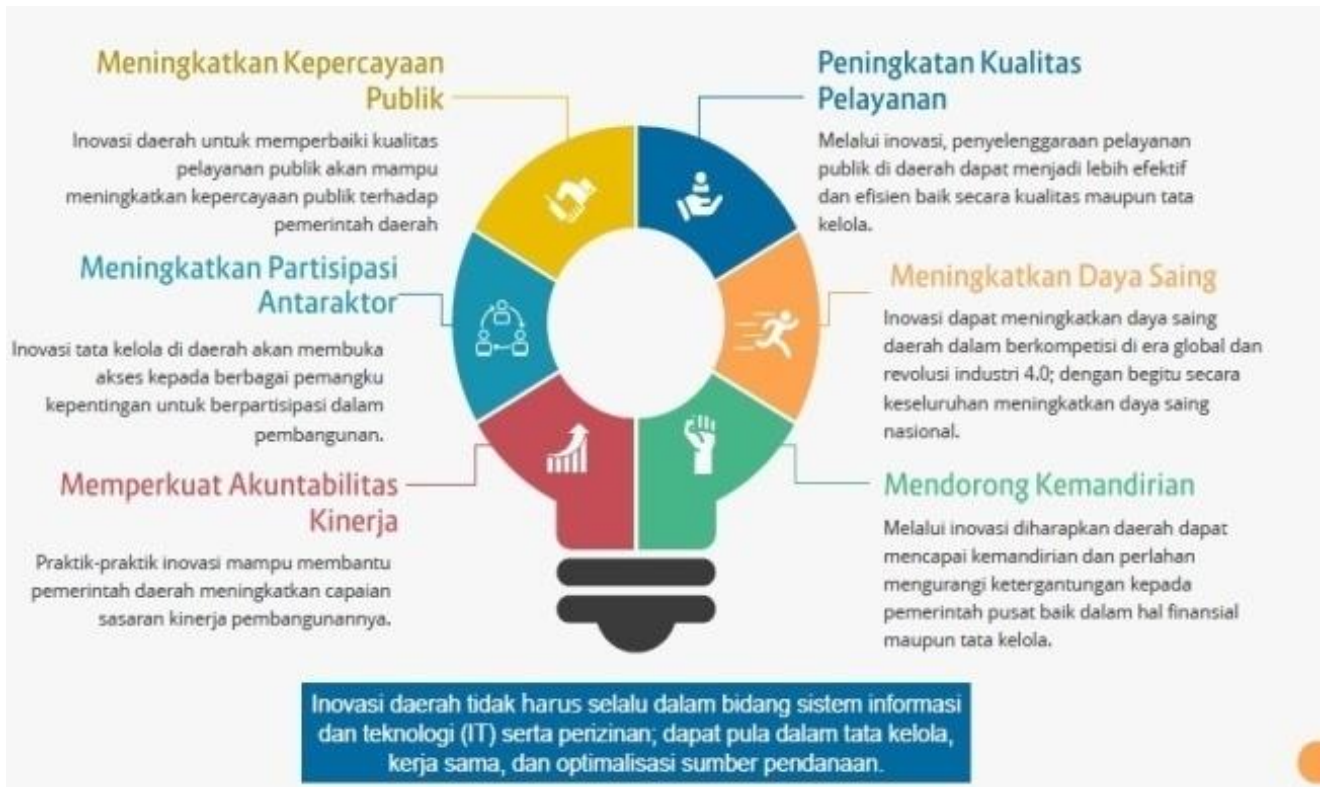 Meningkatkan Kepercayaan
Publik
Inovasi daerah untuk memperbaiki kualitas
pelayanan publik akan mampu
meningkatkan kepercayaan publik terhadap
pemerintah daerah
Meningkatkan Partisipasi
Antaraktor
Inovasi tata kelola di daerah akan membuka
akses kepada berbagai pemangku
kepentingan untuk berpartisipasi dalam
pembangunan.
Memperkuat Akuntabilitas
Kinerja
Praktik-praktik inovasi mampu membantu
pemerintah daerah meningkatkan capaian
sasaran kinerja pembangunannya.
Peningkatan Kualitas
Pelayanan
Melalui inovasi, penyelenggaraan pelayanan
publik di daerah dapat menjadi lebih efektif
dan efisien baik secara kualitas maupun tata
kelola.
Meningkatkan Daya Saing
Inovasi dapat meningkatkan daya saing
daerah dalam berkompetisi di era global dan
revolusi industri 4.0; dengan begitu secara
keseluruhan meningkatkan daya saing
nasional.
Mendorong Kemandirian
Melalui inovasi diharapkan daerah dapat
mencapai kemandirian dan perlahan
mengurangi ketergantungan kepada
pemerintah pusat baik dalam hal finansial
maupun tata kelola.
Inovasi daerah tidak harus selalu dalam bidang sistem informasi
dan teknologi (IT) serta perizinan; dapat pula dalam tata kelola,
kerja sama, dan optimalisasi sumber pendanaan.